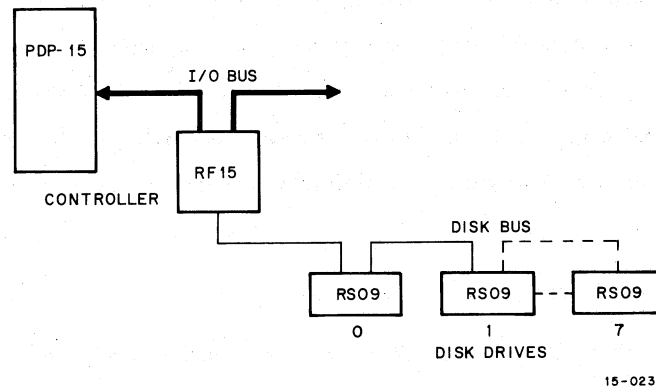 PDP-15
I/O BUS
RF15
CONTROLLER
DISK BUS
RS09
RS09
RS09
0
1
7
DISK DRIVES
15-023